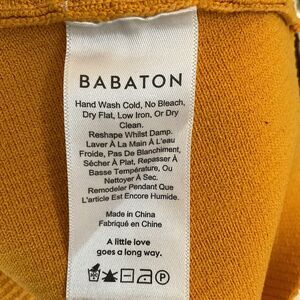 BABATON
Hand Wash Cold, No Bleach,
Dry Flat, Low Iron, Or Dry
Clean.
Reshape Whilst Damp.
Laver À La Main À L'eau
Froide, Pas De Blanchiment,
Sécher À Plat, Repasser À
Basse Température, Ou
Nettoyer À Sec.
Remodeler Pendant Que
L'article Est Encore Humide.
Made in China
Fabriqué en Chine
A little love
goes a long way.